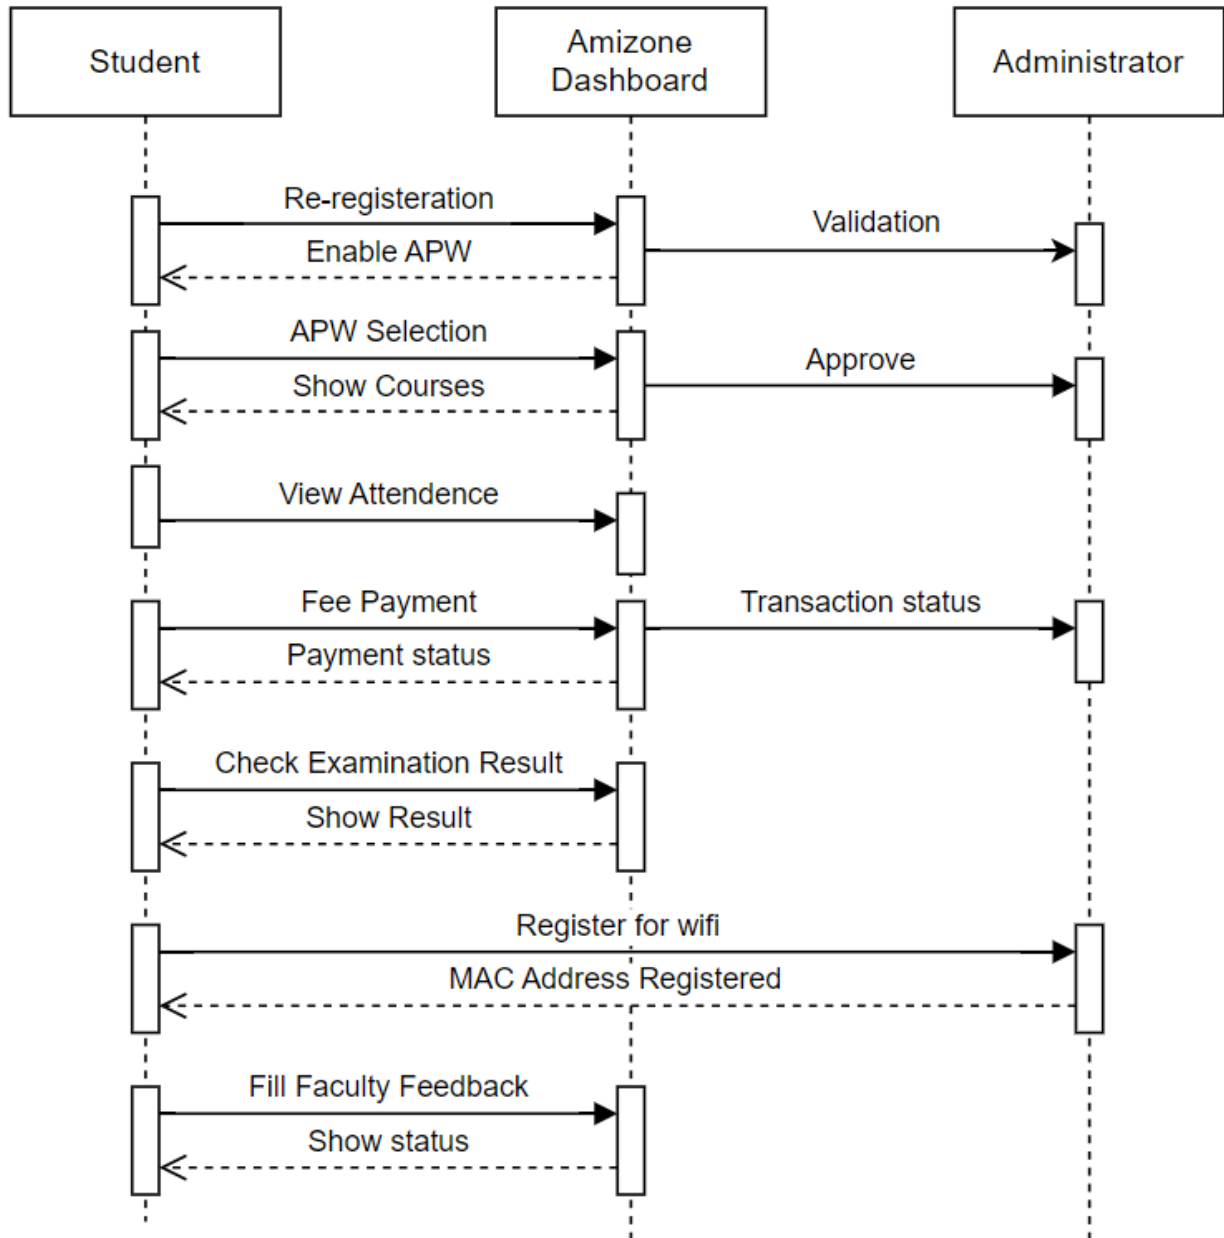 Student
Amizone
Dashboard
Administrator
Re-registeration
Validation
Enable APW
APW Selection
Approve
Show Courses
View Attendence
Fee Payment
Transaction status
Payment status
Check Examination Result
Show Result
Register for wifi
MAC Address Registered
Fill Faculty Feedback
Show status